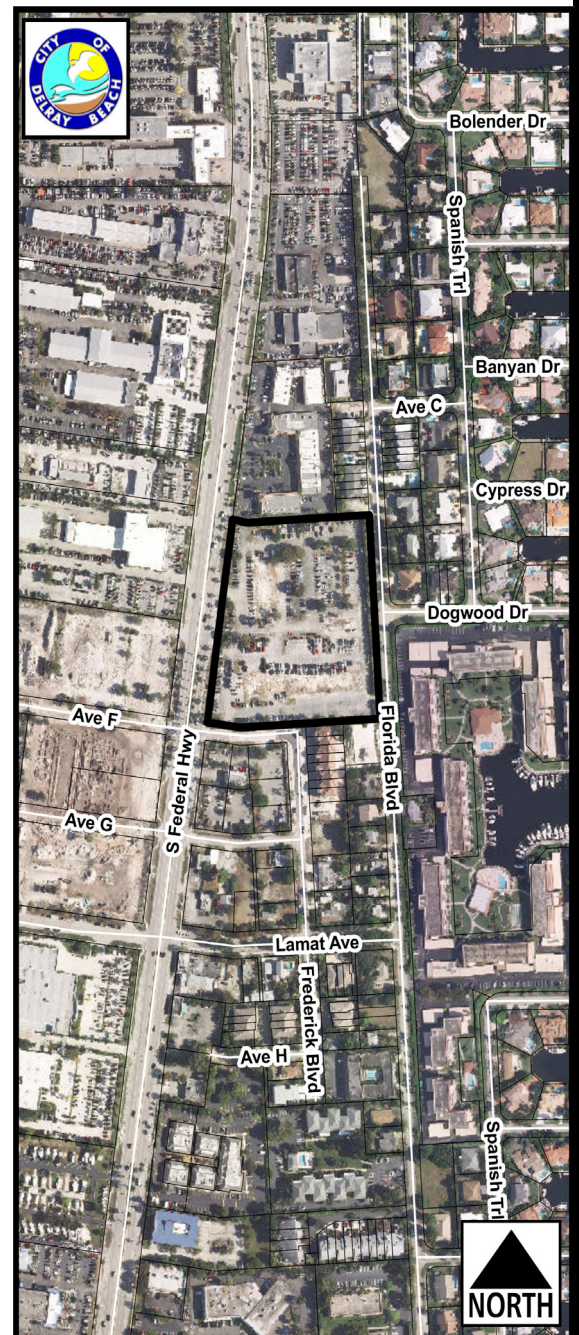 CITY OF
DELRAY BEACH
Bolender Dr
Spanish Trl
Banyan Dr
Ave C
Cypress Dr
Dogwood Dr
Ave F
Florida Blvd
S Federal Hwy
Ave G
Lamat Ave
Frederick Blvd
Ave H
Spanish Trl
NORTH